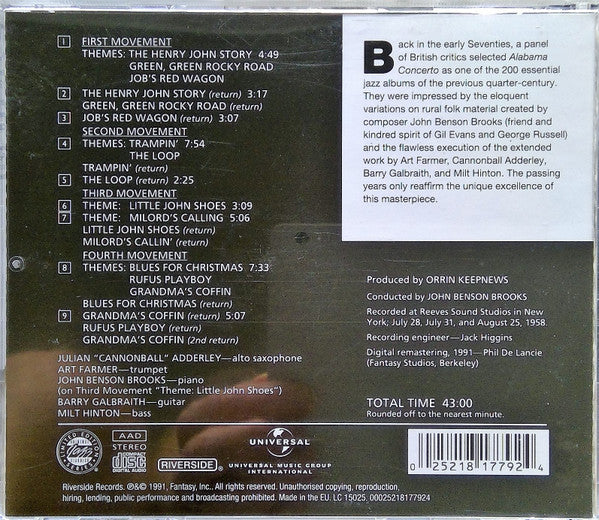 1 FIRST MOVEMENT
THEMES: THE HENRY JOHN STORY 4:49
GREEN, GREEN ROCKY ROAD
JOB'S RED WAGON
2 THE HENRY JOHN STORY (return) 3:17
GREEN, GREEN ROCKY ROAD (return)
3 JOB'S RED WAGON (return) 3:07
SECOND MOVEMENT
4 THEMES: TRAMPIN' 7:54
THE LOOP
TRAMPIN' (return)
5 THE LOOP (return) 2:25
THIRD MOVEMENT
6 THEME: LITTLE JOHN SHOES 3:09
7 THEME: MILORD'S CALLING 5:06
LITTLE JOHN SHOES (return)
MILORD'S CALLIN' (return)
FOURTH MOVEMENT
8 THEMES: BLUES FOR CHRISTMAS 7:33
RUFUS PLAYBOY
GRANDMA'S COFFIN
BLUES FOR CHRISTMAS (return)
9 GRANDMA'S COFFIN (return) 5:07
RUFUS PLAYBOY (return)
GRANDMA'S COFFIN (2nd return)
JULIAN "CANNONBALL" ADDERLEY—alto saxophone
ART FARMER—trumpet
JOHN BENSON BROOKS—piano
(on Third Movement "Theme: Little John Shoes")
BARRY GALBRAITH—guitar
MILT HINTON—bass
Back in the early Seventies, a panel
of British critics selected Alabama
Concerto as one of the 200 essential
jazz albums of the previous quarter-century.
They were impressed by the eloquent
variations on rural folk material created by
composer John Benson Brooks (friend and
kindred spirit of Gil Evans and George Russell)
and the flawless execution of the extended
work by Art Farmer, Cannonball Adderley,
Barry Galbraith, and Milt Hinton. The passing
years only reaffirm the unique excellence of
this masterpiece.
Produced by ORRIN KEEPNEWS
Conducted by JOHN BENSON BROOKS
Recorded at Reeves Sound Studios in New
York; July 28, July 31, and August 25, 1958.
Recording engineer—Jack Higgins
Digital remastering, 1991—Phil De Lancie
(Fantasy Studios, Berkeley)
TOTAL TIME 43:00
Rounded off to the nearest minute.
LIMITED EDITION
AAD
STEREO
COMPACT
disc
DIGITAL AUDIO
RIVERSIDE
UNIVERSAL
UNIVERSAL MUSIC GROUP
INTERNATIONAL
0 25218 17792 4
Riverside Records. ℗&© 1991, Fantasy, Inc.. All Rights Reserved. Unauthorised copying, reproduction,
hiring, lending, public performance and broadcasting prohibited. Made in the EU. LC 15025. 00025218177924